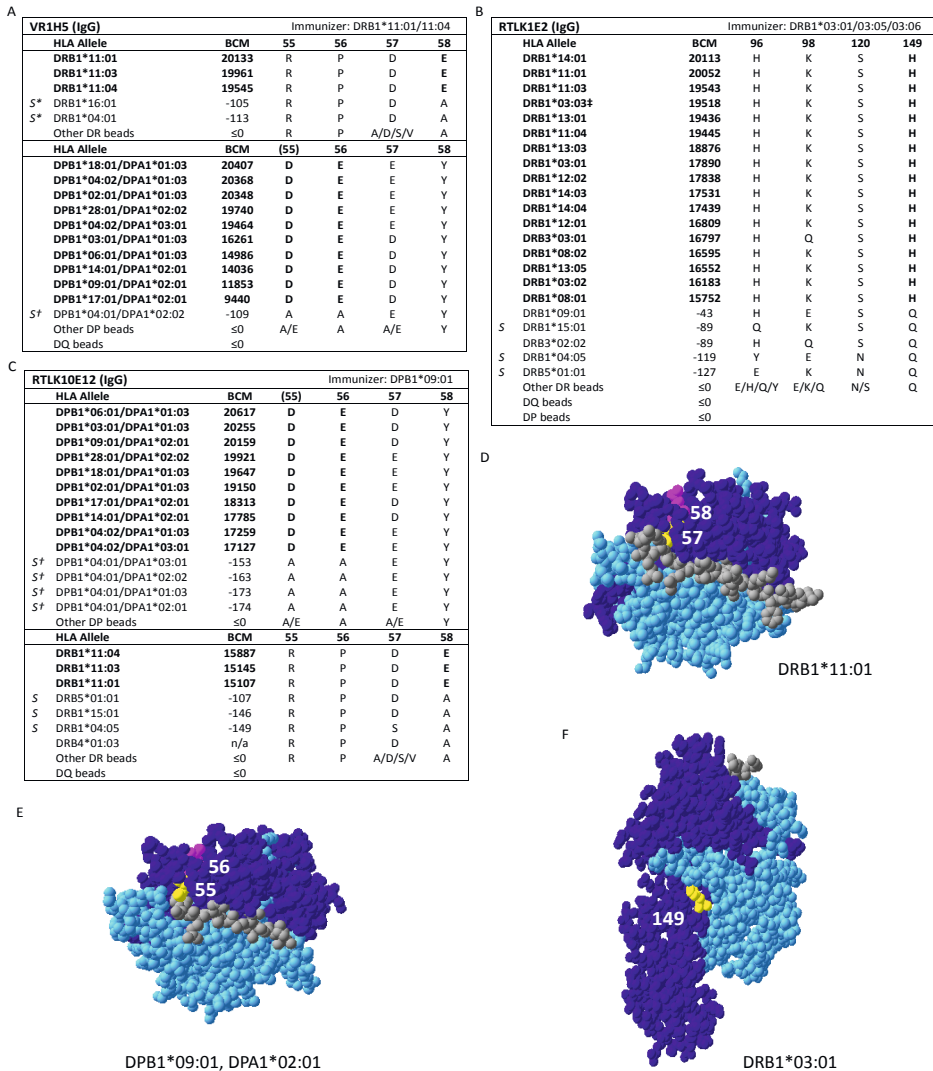 A
VR1H5 (IgG) Immunizer: DRB1*11:01/11:04
HLA Allele BCM 55 56 57 58
DRB1*11:01 20133 R P D E
DRB1*11:03 19961 R P D E
DRB1*11:04 19545 R P D E
S* DRB1*16:01 -105 R P D A
S* DRB1*04:01 -113 R P D A
Other DR beads ≤0 R P A/D/S/V A
HLA Allele BCM (55) 56 57 58
DPB1*18:01/DPA1*01:03 20407 D E E Y
DPB1*04:02/DPA1*01:03 20368 D E E Y
DPB1*02:01/DPA1*01:03 20348 D E E Y
DPB1*28:01/DPA1*02:02 19740 D E E Y
DPB1*04:02/DPA1*03:01 19464 D E E Y
DPB1*03:01/DPA1*01:03 16261 D E D Y
DPB1*06:01/DPA1*01:03 14986 D E D Y
DPB1*14:01/DPA1*02:01 14036 D E D Y
DPB1*09:01/DPA1*02:01 11853 D E D Y
DPB1*17:01/DPA1*02:01 9440 D E D Y
S† DPB1*04:01/DPA1*02:02 -109 A A E Y
Other DP beads ≤0 A/E A A/E Y
DQ beads ≤0
B
RTLK1E2 (IgG) Immunizer: DRB1*03:01/03:05/03:06
HLA Allele BCM 96 98 120 149
DRB1*14:01 20113 H K S H
DRB1*11:01 20052 H K S H
DRB1*11:03 19543 H K S H
DRB1*03:03‡ 19518 H K S H
DRB1*13:01 19436 H K S H
DRB1*11:04 19445 H K S H
DRB1*13:03 18876 H K S H
DRB1*03:01 17890 H K S H
DRB1*12:02 17838 H K S H
DRB1*14:03 17531 H K S H
DRB1*14:04 17439 H K S H
DRB1*12:01 16809 H K S H
DRB3*03:01 16797 H Q S H
DRB1*08:02 16595 H K S H
DRB1*13:05 16552 H K S H
DRB1*03:02 16183 H K S H
DRB1*08:01 15752 H K S H
DRB1*09:01 -43 H E S Q
S DRB1*15:01 -89 Q K S Q
DRB3*02:02 -89 H Q S Q
S DRB1*04:05 -119 Y E N Q
S DRB5*01:01 -127 E K N Q
Other DR beads ≤0 E/H/Q/Y E/K/Q N/S Q
DQ beads ≤0
DP beads ≤0
C
RTLK10E12 (IgG) Immunizer: DPB1*09:01
HLA Allele BCM (55) 56 57 58
DPB1*06:01/DPA1*01:03 20617 D E D Y
DPB1*03:01/DPA1*01:03 20255 D E D Y
DPB1*09:01/DPA1*02:01 20159 D E D Y
DPB1*28:01/DPA1*02:02 19921 D E E Y
DPB1*18:01/DPA1*01:03 19647 D E E Y
DPB1*02:01/DPA1*01:03 19150 D E E Y
DPB1*17:01/DPA1*02:01 18313 D E D Y
DPB1*14:01/DPA1*02:01 17785 D E D Y
DPB1*04:02/DPA1*01:03 17259 D E E Y
DPB1*04:02/DPA1*03:01 17127 D E E Y
S† DPB1*04:01/DPA1*03:01 -153 A A E Y
S† DPB1*04:01/DPA1*02:02 -163 A A E Y
S† DPB1*04:01/DPA1*01:03 -173 A A E Y
S† DPB1*04:01/DPA1*02:01 -174 A A E Y
Other DP beads ≤0 A/E A A/E Y
HLA Allele BCM 55 56 57 58
DRB1*11:04 15887 R P D E
DRB1*11:03 15145 R P D E
DRB1*11:01 15107 R P D E
S DRB5*01:01 -107 R P D A
S DRB1*15:01 -146 R P D A
S DRB1*04:05 -149 R P S A
DRB4*01:03 n/a R P D A
Other DR beads ≤0 R P A/D/S/V A
DQ beads ≤0
D
58
57
DRB1*11:01
E
56
55
DPB1*09:01, DPA1*02:01
F
149
DRB1*03:01